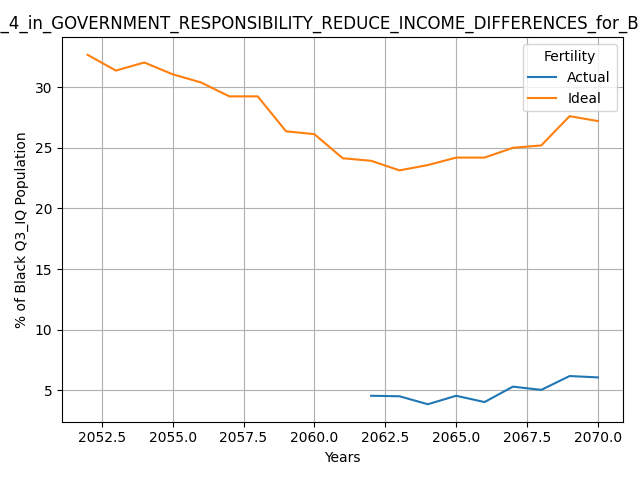 _4_in_GOVERNMENT_RESPONSIBILITY_REDUCE_INCOME_DIFFERENCES_for_B
Fertility
Actual
Ideal
% of Black Q3_IQ Population
30
25
20
15
10
5
2052.5 2055.0 2057.5 2060.0 2062.5 2065.0 2067.5 2070.0
Years